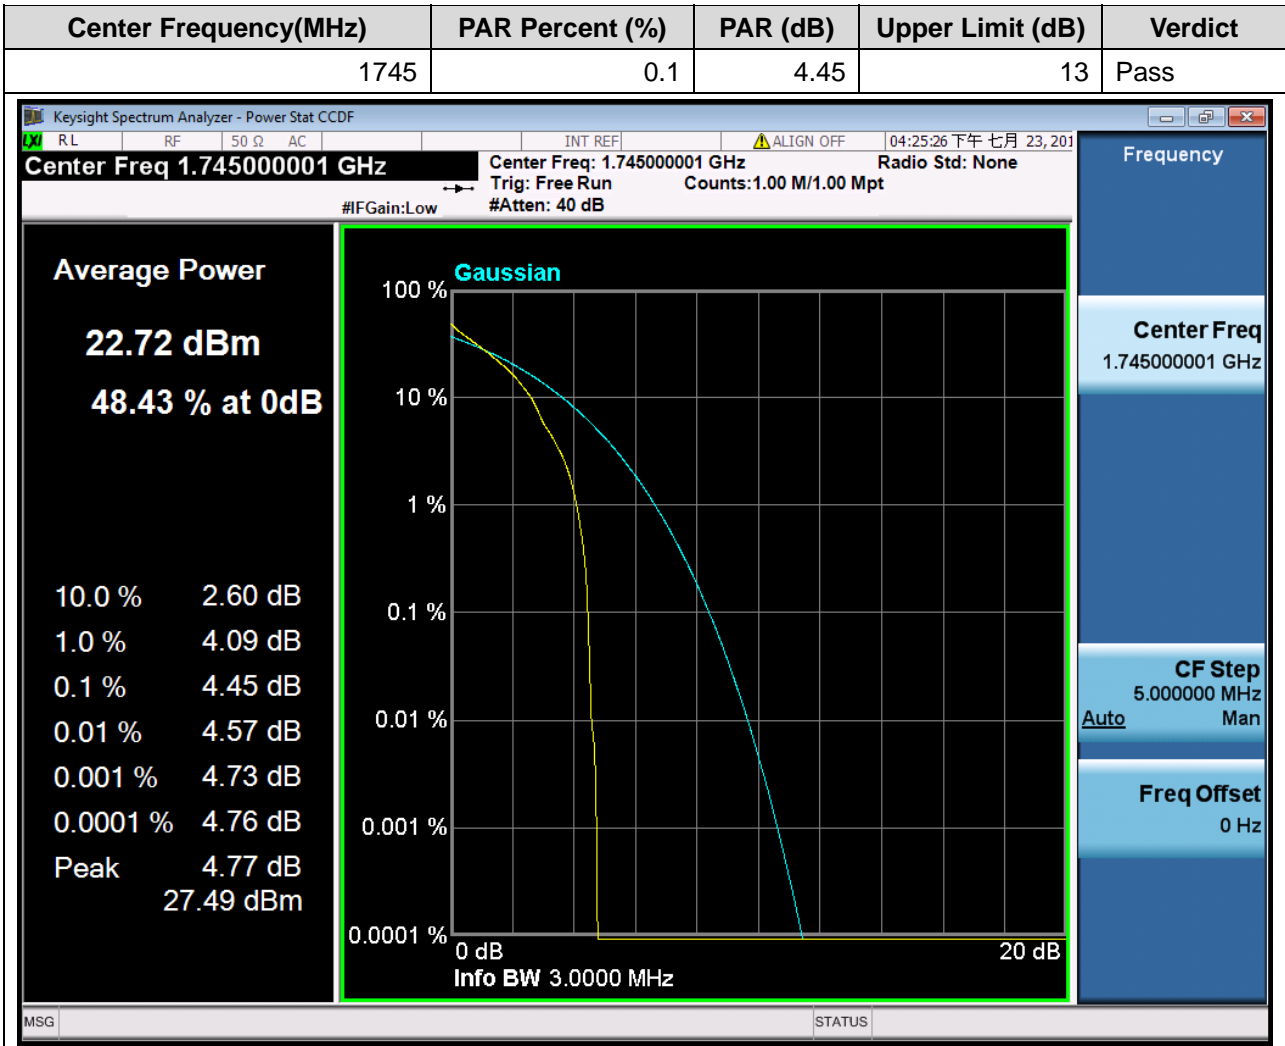 Center Frequency(MHz) PAR Percent (%) PAR (dB) Upper Limit (dB) Verdict
1745 0.1 4.45 13 Pass
Keysight Spectrum Analyzer - Power Stat CCDF
LXI RL RF 50 Ω AC INT REF ALIGN OFF 04:25:26 下午 七月 23, 201
Center Freq 1.745000001 GHz
Center Freq: 1.745000001 GHz Radio Std: None
Trig: Free Run Counts:1.00 M/1.00 Mpt
#IFGain:Low #Atten: 40 dB
Average Power
22.72 dBm
48.43 % at 0dB
10.0 % 2.60 dB
1.0 % 4.09 dB
0.1 % 4.45 dB
0.01 % 4.57 dB
0.001 % 4.73 dB
0.0001 % 4.76 dB
Peak 4.77 dB
27.49 dBm
Gaussian
100 %
10 %
1 %
0.1 %
0.01 %
0.001 %
0.0001 %
0 dB 20 dB
Info BW 3.0000 MHz
Frequency
Center Freq
1.745000001 GHz
CF Step
5.000000 MHz
Auto Man
Freq Offset
0 Hz
MSG STATUS